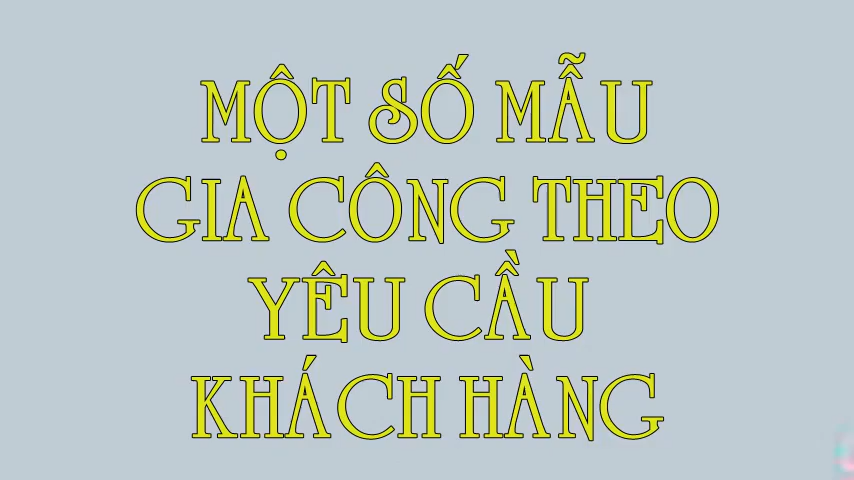 MỘT SỐ MẪU
GIA CÔNG THEO
YÊU CẦU
KHÁCH HÀNG